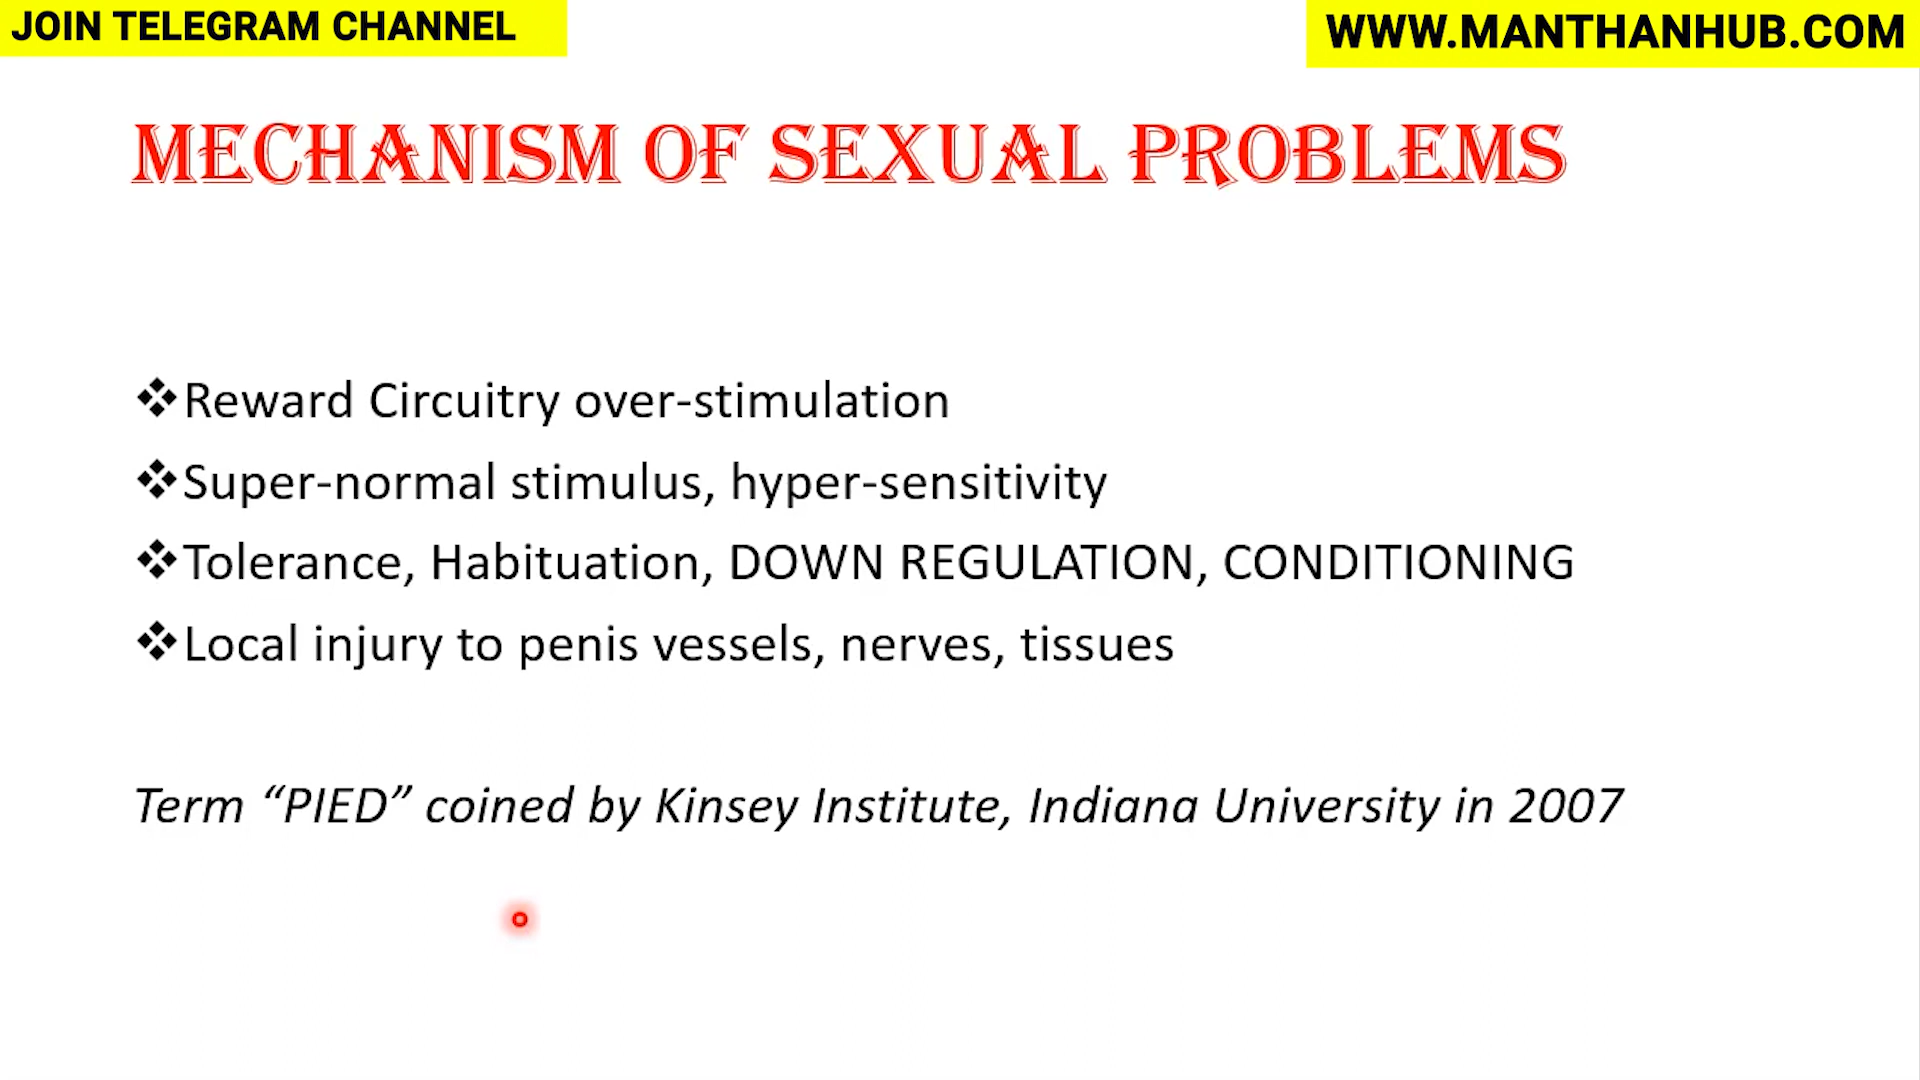 JOIN TELEGRAM CHANNEL
WWW.MANTHANHUB.COM
MECHANISM OF SEXUAL PROBLEMS
❖Reward Circuitry over-stimulation
❖Super-normal stimulus, hyper-sensitivity
❖Tolerance, Habituation, DOWN REGULATION, CONDITIONING
❖Local injury to penis vessels, nerves, tissues
Term “PIED” coined by Kinsey Institute, Indiana University in 2007